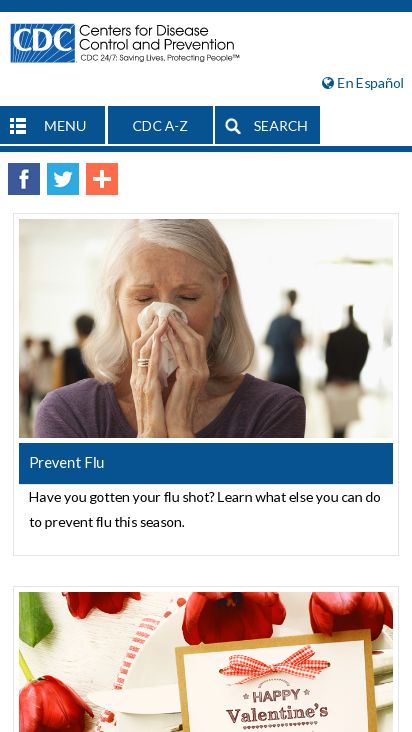 CDC
Centers for Disease
Control and Prevention
CDC 24/7: Saving Lives, Protecting People™
En Español
MENU
CDC A-Z
SEARCH
Prevent Flu
Have you gotten your flu shot? Learn what else you can do
to prevent flu this season.
HAPPY
Valentine's